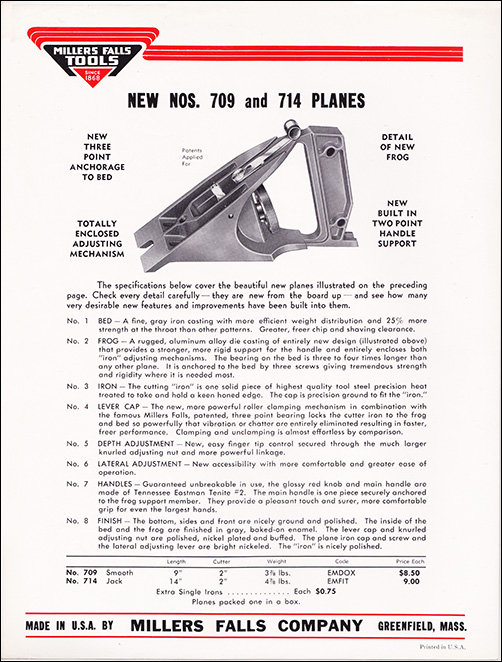 MILLERS FALLS
TOOLS
SINCE
1868
NEW NOS. 709 and 714 PLANES
NEW
THREE
POINT
ANCHORAGE
TO BED
Patents
Applied
For
DETAIL
OF NEW
FROG
TOTALLY
ENCLOSED
ADJUSTING
MECHANISM
NEW
BUILT IN
TWO POINT
HANDLE
SUPPORT
The specifications below cover the beautiful new planes illustrated on the preceding
page. Check every detail carefully — they are new from the board up — and see how many
very desirable new features and improvements have been built into them.
No. 1 BED — A fine, gray iron casting with more efficient weight distribution and 25% more
strength at the throat than other patterns. Greater, freer chip and shaving clearance.
No. 2 FROG — A rugged, aluminum alloy die casting of entirely new design (illustrated above)
that provides a stronger, more rigid support for the handle and entirely encloses both
"iron" adjusting mechanisms. The bearing on the bed is three to four times longer than
any other plane. It is anchored to the bed by three screws giving tremendous strength
and rigidity where it is needed most.
No. 3 IRON — The cutting "iron" is one solid piece of highest quality tool steel precision heat
treated to take and hold a keen honed edge. The cap is precision ground to fit the "iron."
No. 4 LEVER CAP — The new, more powerful roller clamping mechanism in combination with
the famous Millers Falls, patented, three point bearing locks the cutter iron to the frog
and bed so powerfully that vibration or chatter are entirely eliminated resulting in faster,
freer performance. Clamping and unclamping is almost effortless by comparison.
No. 5 DEPTH ADJUSTMENT — New, easy finger tip control secured through the much larger
knurled adjusting nut and more powerful linkage.
No. 6 LATERAL ADJUSTMENT — New accessibility with more comfortable and greater ease of
operation.
No. 7 HANDLES — Guaranteed unbreakable in use, the glossy red knob and main handle are
made of Tennessee Eastman Tenite #2. The main handle is one piece securely anchored
to the frog support member. They provide a pleasant touch and surer, more comfortable
grip for even the largest hands.
No. 8 FINISH — The bottom, sides and front are nicely ground and polished. The inside of the
bed and the frog are finished in gray, baked-on enamel. The lever cap and knurled
adjusting nut are polished, nickel plated and buffed. The plane iron cap and screw and
the lateral adjusting lever are bright nickeled. The "iron" is nicely polished.
Length Cutter Weight Code Price Each
No. 709 Smooth 9" 2" lbs. EMDOX $8.50
No. 714 Jack 14" 2" lbs. EMFIT 9.00
Extra Single Irons . . . . . . . . . . . . . . Each $0.75
Planes packed one in a box.
MADE IN U.S.A. BY MILLERS FALLS COMPANY GREENFIELD, MASS.
Printed in U.S.A.